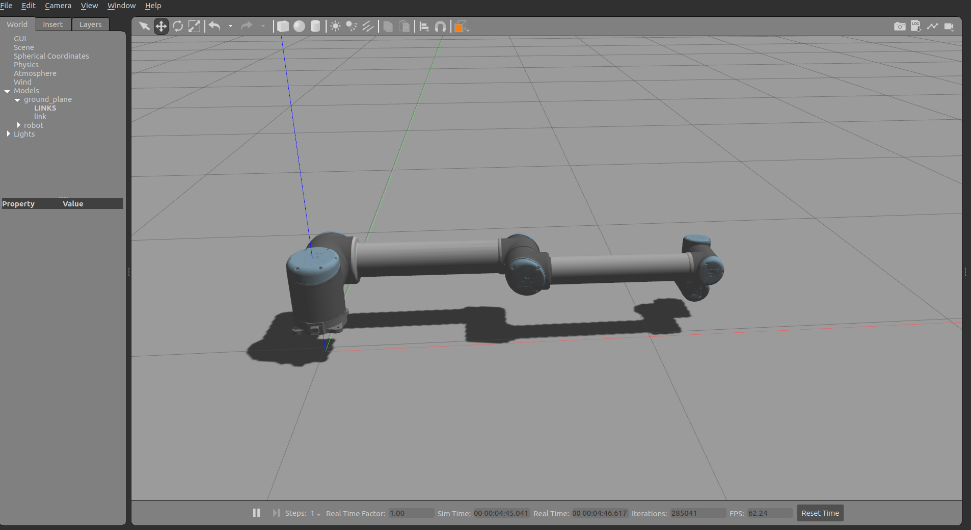 File Edit Camera View Window Help
World Insert Layers
GUI
Scene
Spherical Coordinates
Physics
Atmosphere
Wind
Models
ground_plane
LINKS
link
robot
Lights
Property Value
Steps: 1 Real Time Factor: 1.00 Sim Time: 00 00:04:45.041 Real Time: 00 00:04:46.617 Iterations: 285041 FPS: 62.24 Reset Time